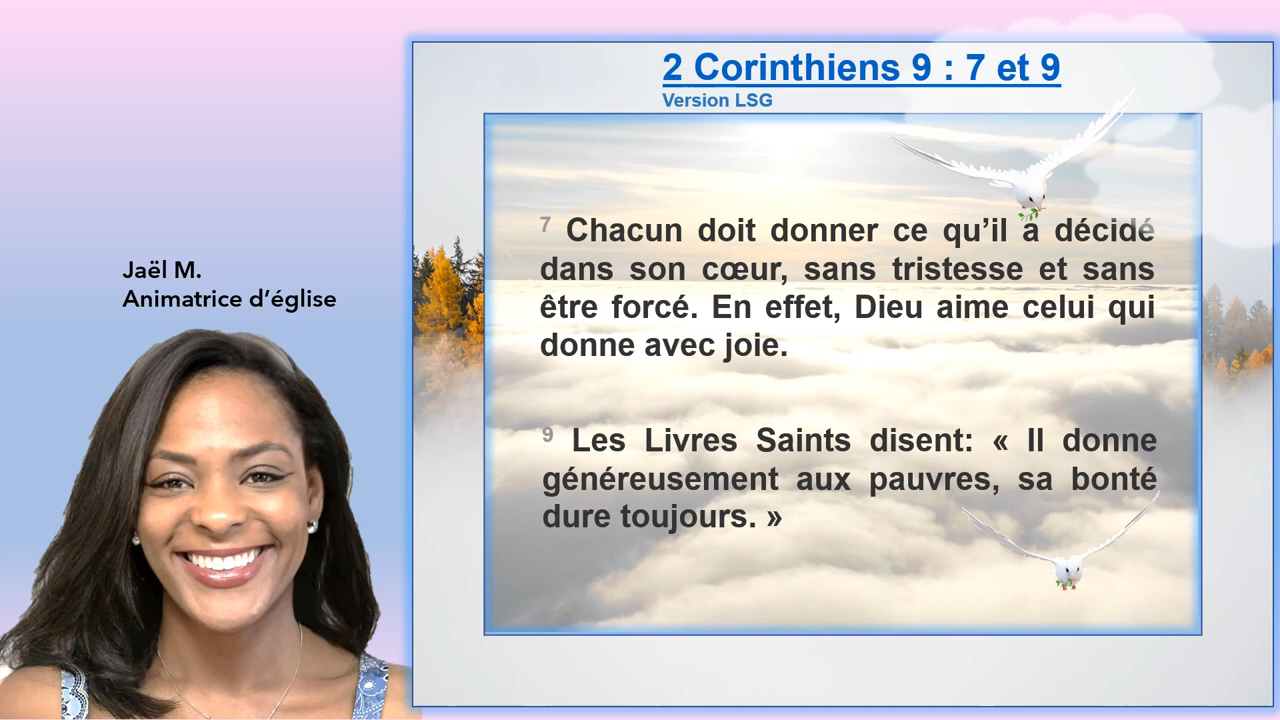 2 Corinthiens 9 : 7 et 9
Version LSG
7 Chacun doit donner ce qu’il a décidé
dans son cœur, sans tristesse et sans
être forcé. En effet, Dieu aime celui qui
donne avec joie.
9 Les Livres Saints disent: « Il donne
généreusement aux pauvres, sa bonté
dure toujours. »
Jaël M.
Animatrice d’église